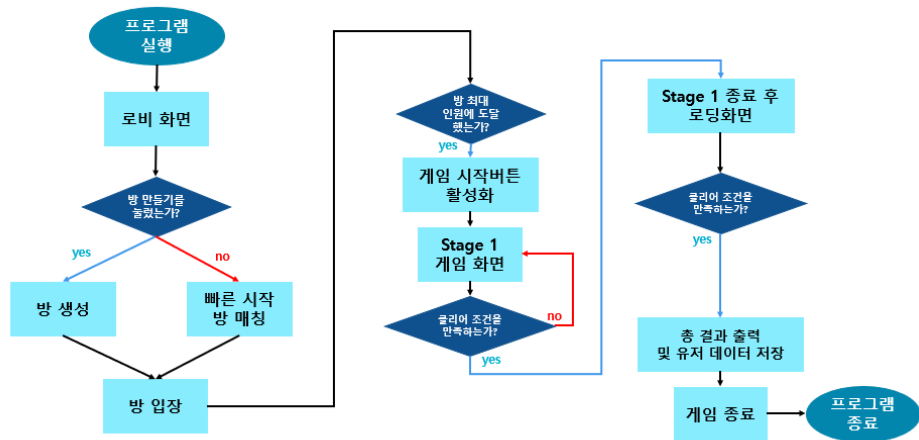 프로그램
실행
로비 화면
방 만들기를
눌렀는가?
yes
no
방 생성
빠른 시작
방 매칭
방 입장
방 최대
인원에 도달
했는가?
yes
게임 시작버튼
활성화
Stage 1
게임 화면
클리어 조건을
만족하는가?
no
yes
Stage 1 종료 후
로딩화면
클리어 조건을
만족하는가?
yes
총 결과 출력
및 유저 데이터 저장
게임 종료
프로그램
종료